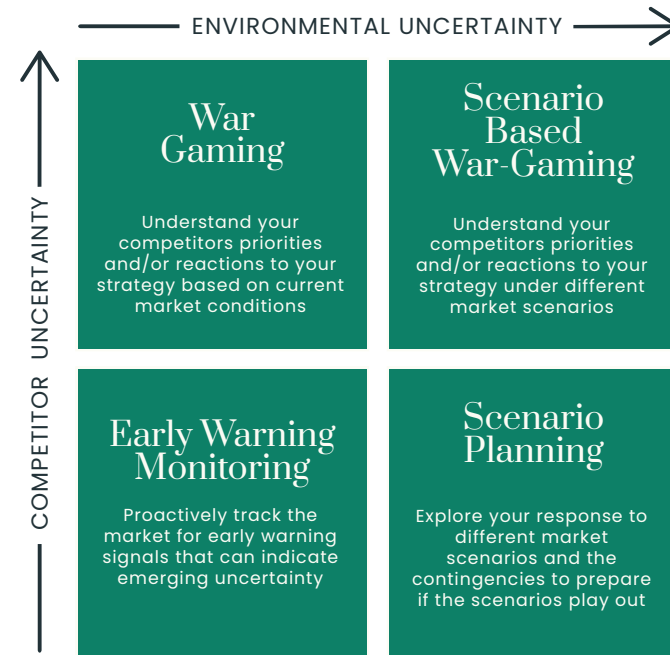 ENVIRONMENTAL UNCERTAINTY
COMPETITOR UNCERTAINTY
War
Gaming
Understand your
competitors priorities
and/or reactions to your
strategy based on current
market conditions
Scenario
Based
War-Gaming
Understand your
competitors priorities
and/or reactions to your
strategy under different
market scenarios
Early Warning
Monitoring
Proactively track the
market for early warning
signals that can indicate
emerging uncertainty
Scenario
Planning
Explore your response to
different market
scenarios and the
contingencies to prepare
if the scenarios play out